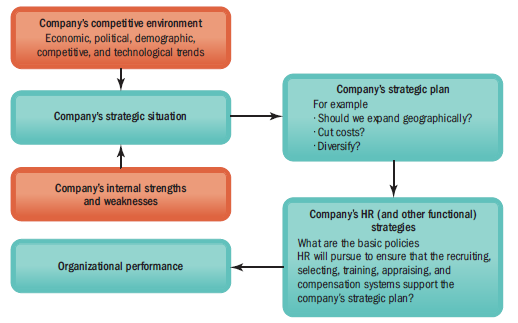 Company's competitive environment
Economic, political, demographic,
competitive, and technological trends
Company's strategic situation
Company's internal strengths
and weaknesses
Company's strategic plan
For example
· Should we expand geographically?
· Cut costs?
· Diversify?
Company's HR (and other functional)
strategies
What are the basic policies
HR will pursue to ensure that the recruiting,
selecting, training, appraising, and
compensation systems support the
company's strategic plan?
Organizational performance